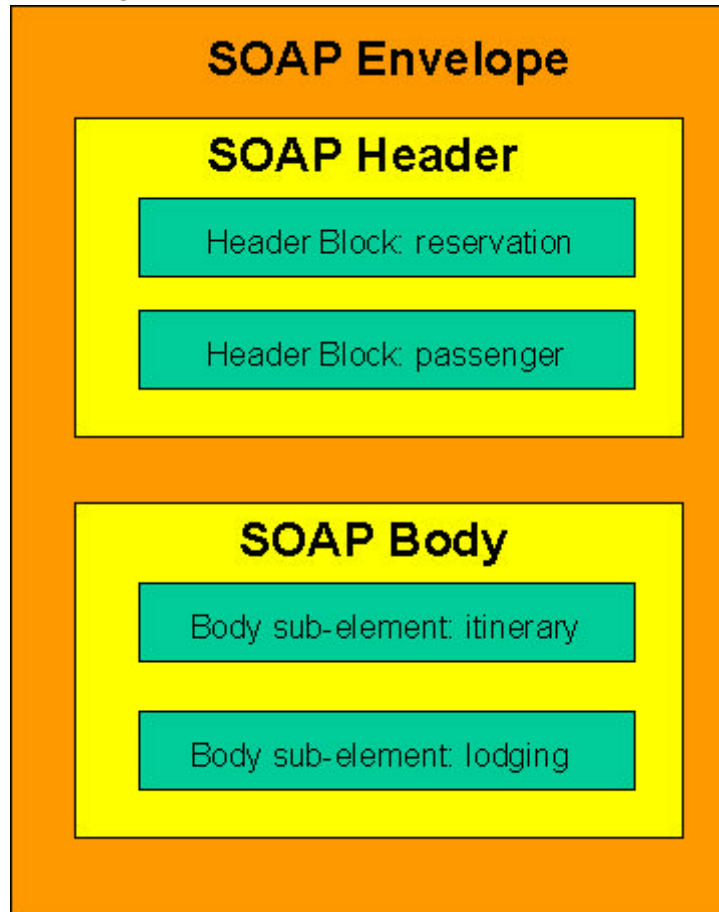 SOAP Envelope
SOAP Header
Header Block: reservation
Header Block: passenger
SOAP Body
Body sub-element: itinerary
Body sub-element: lodging